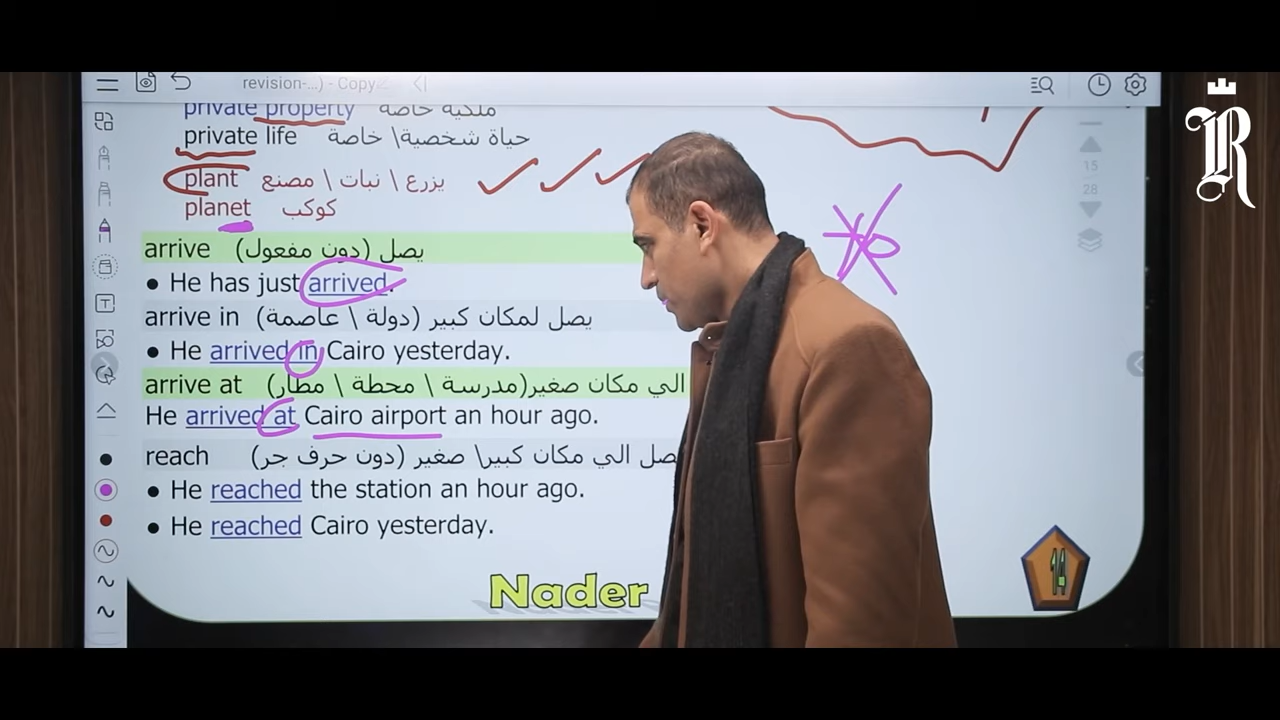 revision-...) - Copy
private property ملكية خاصة
private life حياة شخصية\ خاصة
plant يزرع \ نبات \ مصنع
planet كوكب
arrive يصل (دون مفعول)
• He has just arrived.
arrive in يصل لمكان كبير (دولة \ عاصمة)
• He arrived in Cairo yesterday.
arrive at الي مكان صغير(مدرسة \ محطة \ مطار)
He arrived at Cairo airport an hour ago.
reach يصل الي مكان كبير\ صغير (دون حرف جر)
• He reached the station an hour ago.
• He reached Cairo yesterday.
Nader
15
28
14
R